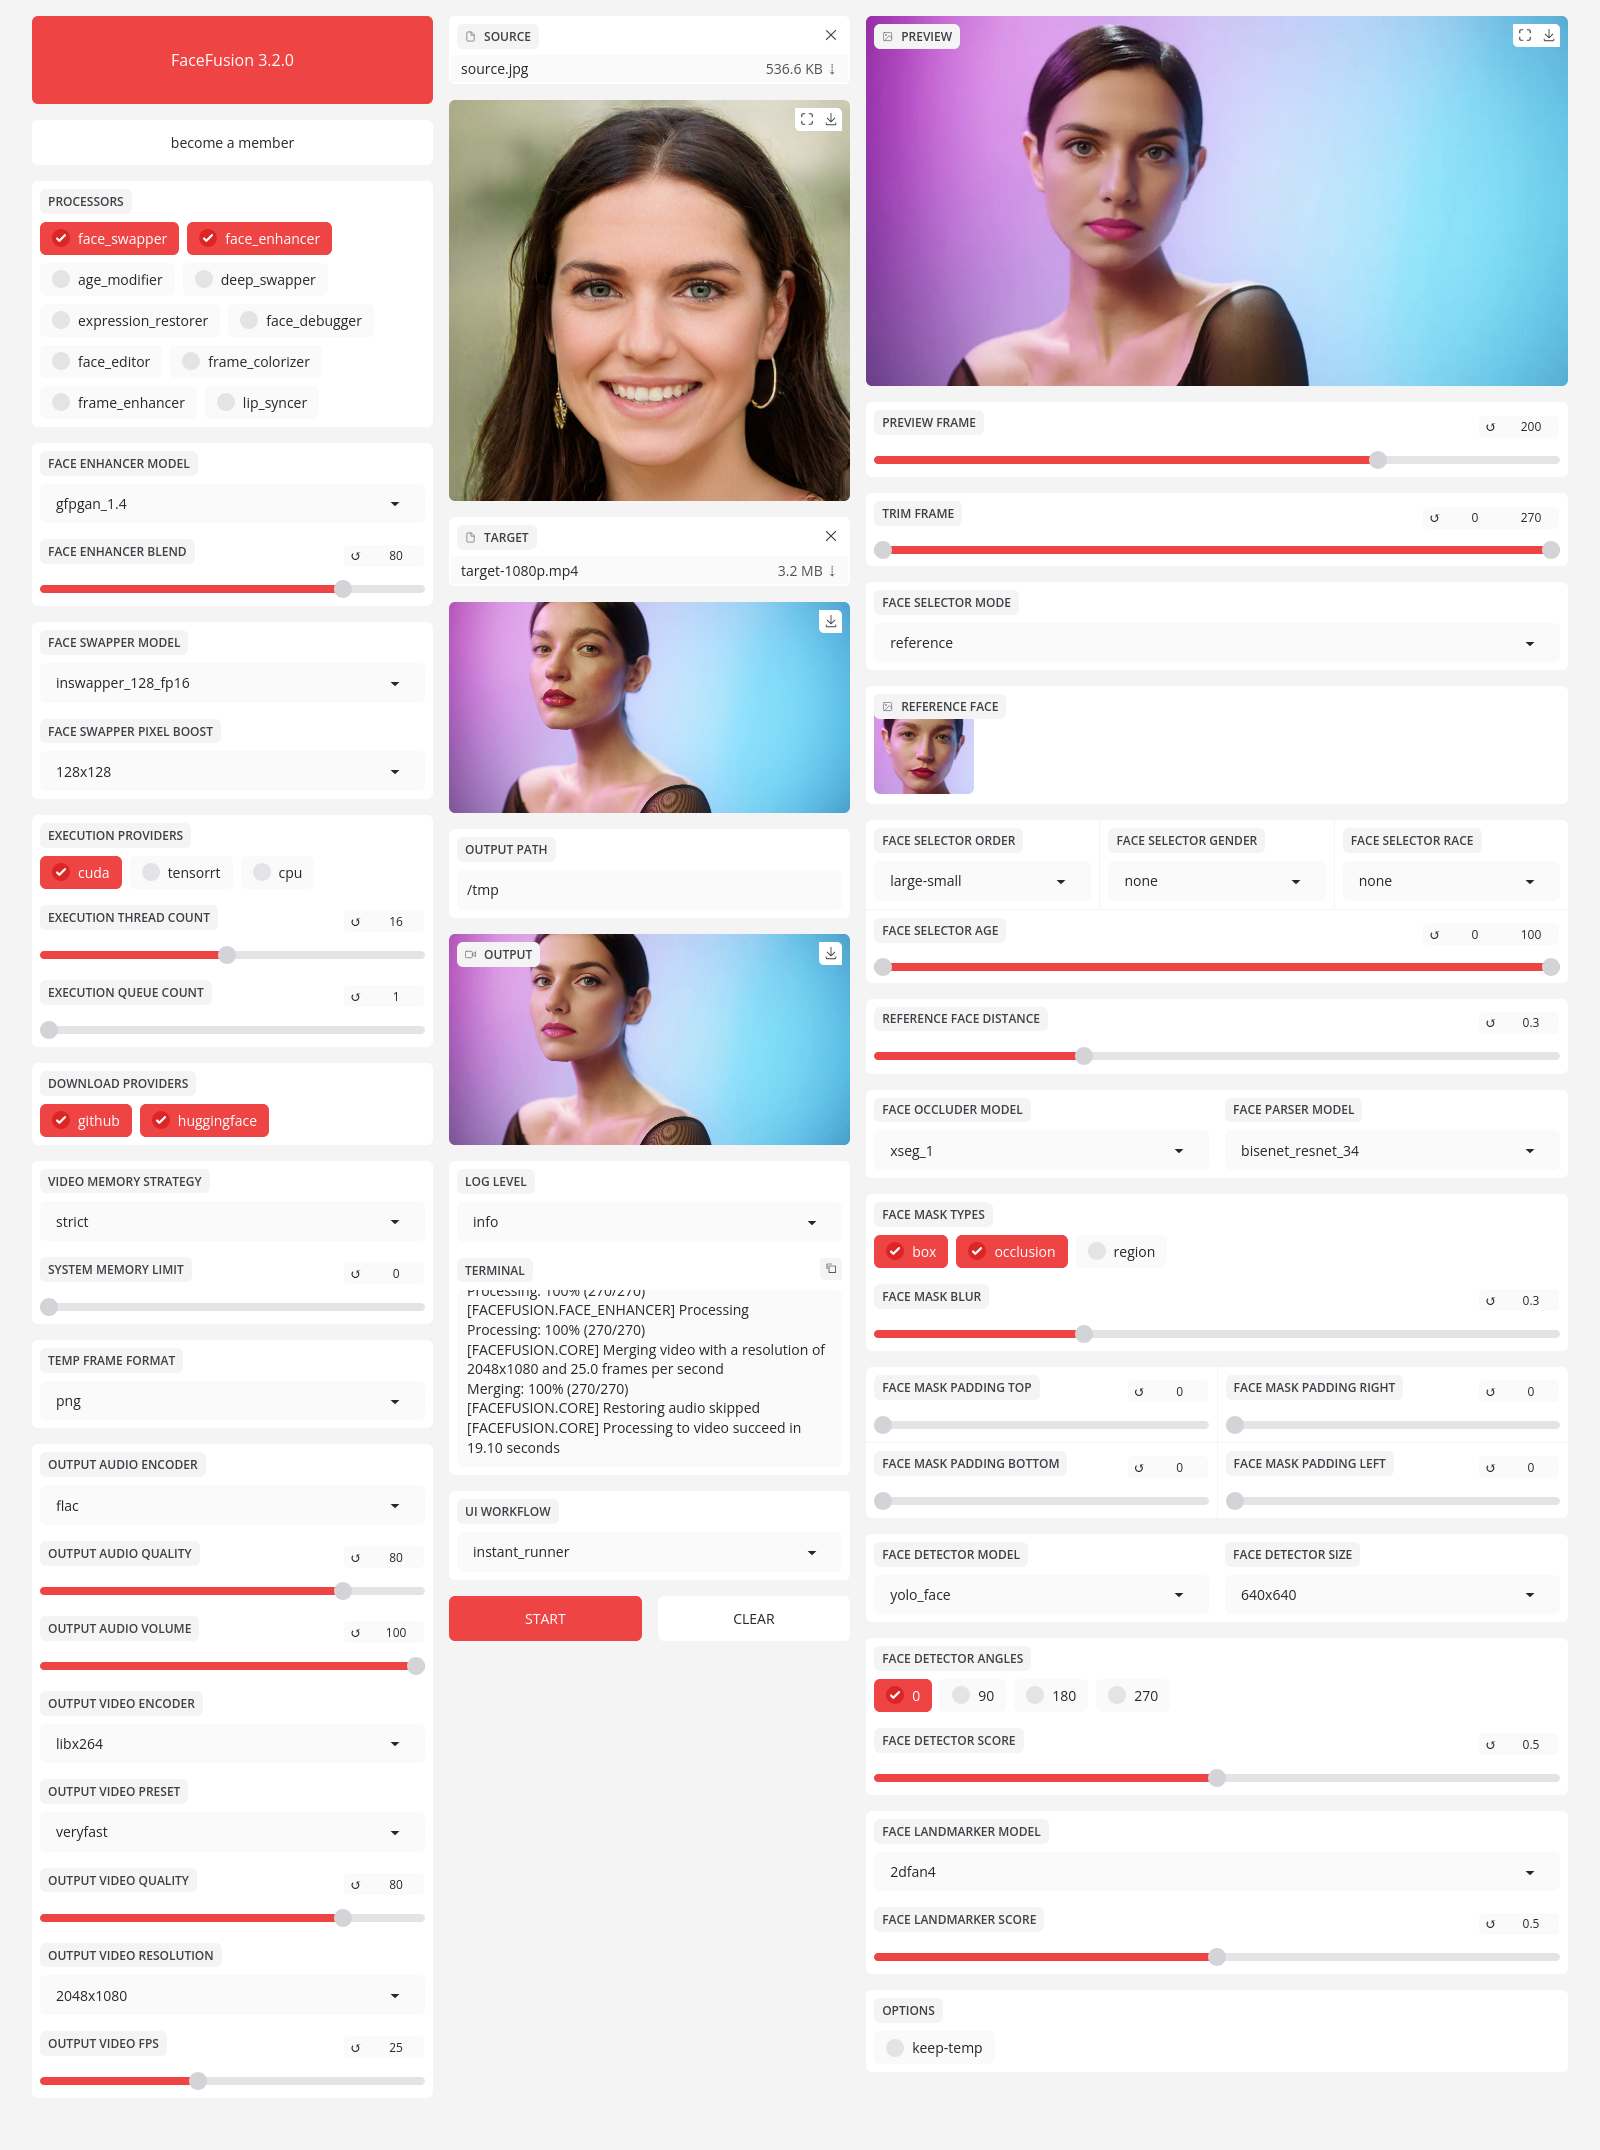 FaceFusion 3.2.0
become a member
PROCESSORS
face_swapper face_enhancer
age_modifier deep_swapper
expression_restorer face_debugger
face_editor frame_colorizer
frame_enhancer lip_syncer
FACE ENHANCER MODEL
gfpgan_1.4
FACE ENHANCER BLEND ↺ 80
FACE SWAPPER MODEL
inswapper_128_fp16
FACE SWAPPER PIXEL BOOST
128x128
EXECUTION PROVIDERS
cuda tensorrt cpu
EXECUTION THREAD COUNT ↺ 16
EXECUTION QUEUE COUNT ↺ 1
DOWNLOAD PROVIDERS
github huggingface
VIDEO MEMORY STRATEGY
strict
SYSTEM MEMORY LIMIT ↺ 0
TEMP FRAME FORMAT
png
OUTPUT AUDIO ENCODER
flac
OUTPUT AUDIO QUALITY ↺ 80
OUTPUT AUDIO VOLUME ↺ 100
OUTPUT VIDEO ENCODER
libx264
OUTPUT VIDEO PRESET
veryfast
OUTPUT VIDEO QUALITY ↺ 80
OUTPUT VIDEO RESOLUTION
2048x1080
OUTPUT VIDEO FPS ↺ 25
SOURCE
source.jpg 536.6 KB ↓
TARGET
target-1080p.mp4 3.2 MB ↓
OUTPUT PATH
/tmp
OUTPUT
LOG LEVEL
info
TERMINAL
Processing: 100% (270/270)
[FACEFUSION.FACE_ENHANCER] Processing
Processing: 100% (270/270)
[FACEFUSION.CORE] Merging video with a resolution of
2048x1080 and 25.0 frames per second
Merging: 100% (270/270)
[FACEFUSION.CORE] Restoring audio skipped
[FACEFUSION.CORE] Processing to video succeed in
19.10 seconds
UI WORKFLOW
instant_runner
START CLEAR
PREVIEW
PREVIEW FRAME ↺ 200
TRIM FRAME ↺ 0 270
FACE SELECTOR MODE
reference
REFERENCE FACE
FACE SELECTOR ORDER FACE SELECTOR GENDER FACE SELECTOR RACE
large-small none none
FACE SELECTOR AGE ↺ 0 100
REFERENCE FACE DISTANCE ↺ 0.3
FACE OCCLUDER MODEL FACE PARSER MODEL
xseg_1 bisenet_resnet_34
FACE MASK TYPES
box occlusion region
FACE MASK BLUR ↺ 0.3
FACE MASK PADDING TOP ↺ 0 FACE MASK PADDING RIGHT ↺ 0
FACE MASK PADDING BOTTOM ↺ 0 FACE MASK PADDING LEFT ↺ 0
FACE DETECTOR MODEL FACE DETECTOR SIZE
yolo_face 640x640
FACE DETECTOR ANGLES
0 90 180 270
FACE DETECTOR SCORE ↺ 0.5
FACE LANDMARKER MODEL
2dfan4
FACE LANDMARKER SCORE ↺ 0.5
OPTIONS
keep-temp